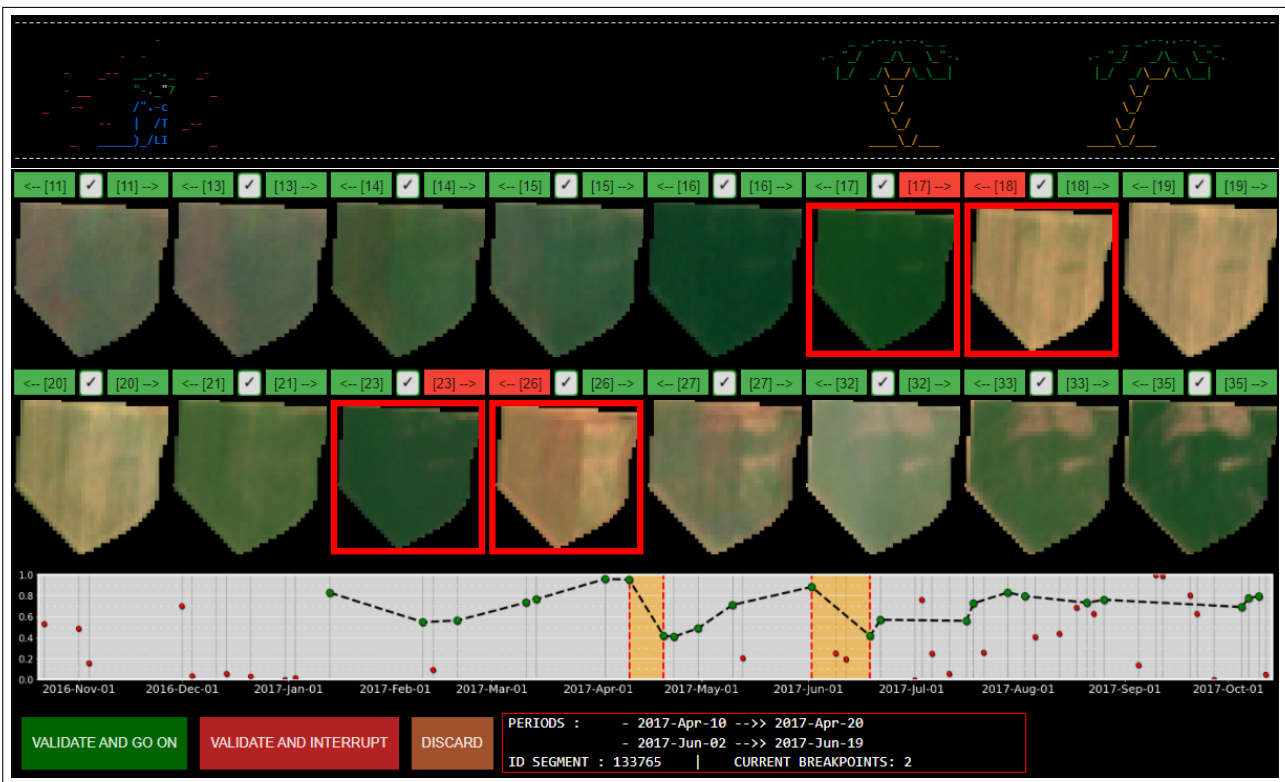 <-- [11] ✓ [11] --> <-- [13] ✓ [13] --> <-- [14] ✓ [14] --> <-- [15] ✓ [15] --> <-- [16] ✓ [16] --> <-- [17] ✓ [17] --> <-- [18] ✓ [18] --> <-- [19] ✓ [19] -->
<-- [20] ✓ [20] --> <-- [21] ✓ [21] --> <-- [23] ✓ [23] --> <-- [26] ✓ [26] --> <-- [27] ✓ [27] --> <-- [32] ✓ [32] --> <-- [33] ✓ [33] --> <-- [35] ✓ [35] -->
1.0
0.8
0.6
0.4
0.2
0.0
2016-Nov-01 2016-Dec-01 2017-Jan-01 2017-Feb-01 2017-Mar-01 2017-Apr-01 2017-May-01 2017-Jun-01 2017-Jul-01 2017-Aug-01 2017-Sep-01 2017-Oct-01
VALIDATE AND GO ON VALIDATE AND INTERRUPT DISCARD
PERIODS : - 2017-Apr-10 -->> 2017-Apr-20
- 2017-Jun-02 -->> 2017-Jun-19
ID SEGMENT : 133765 | CURRENT BREAKPOINTS: 2